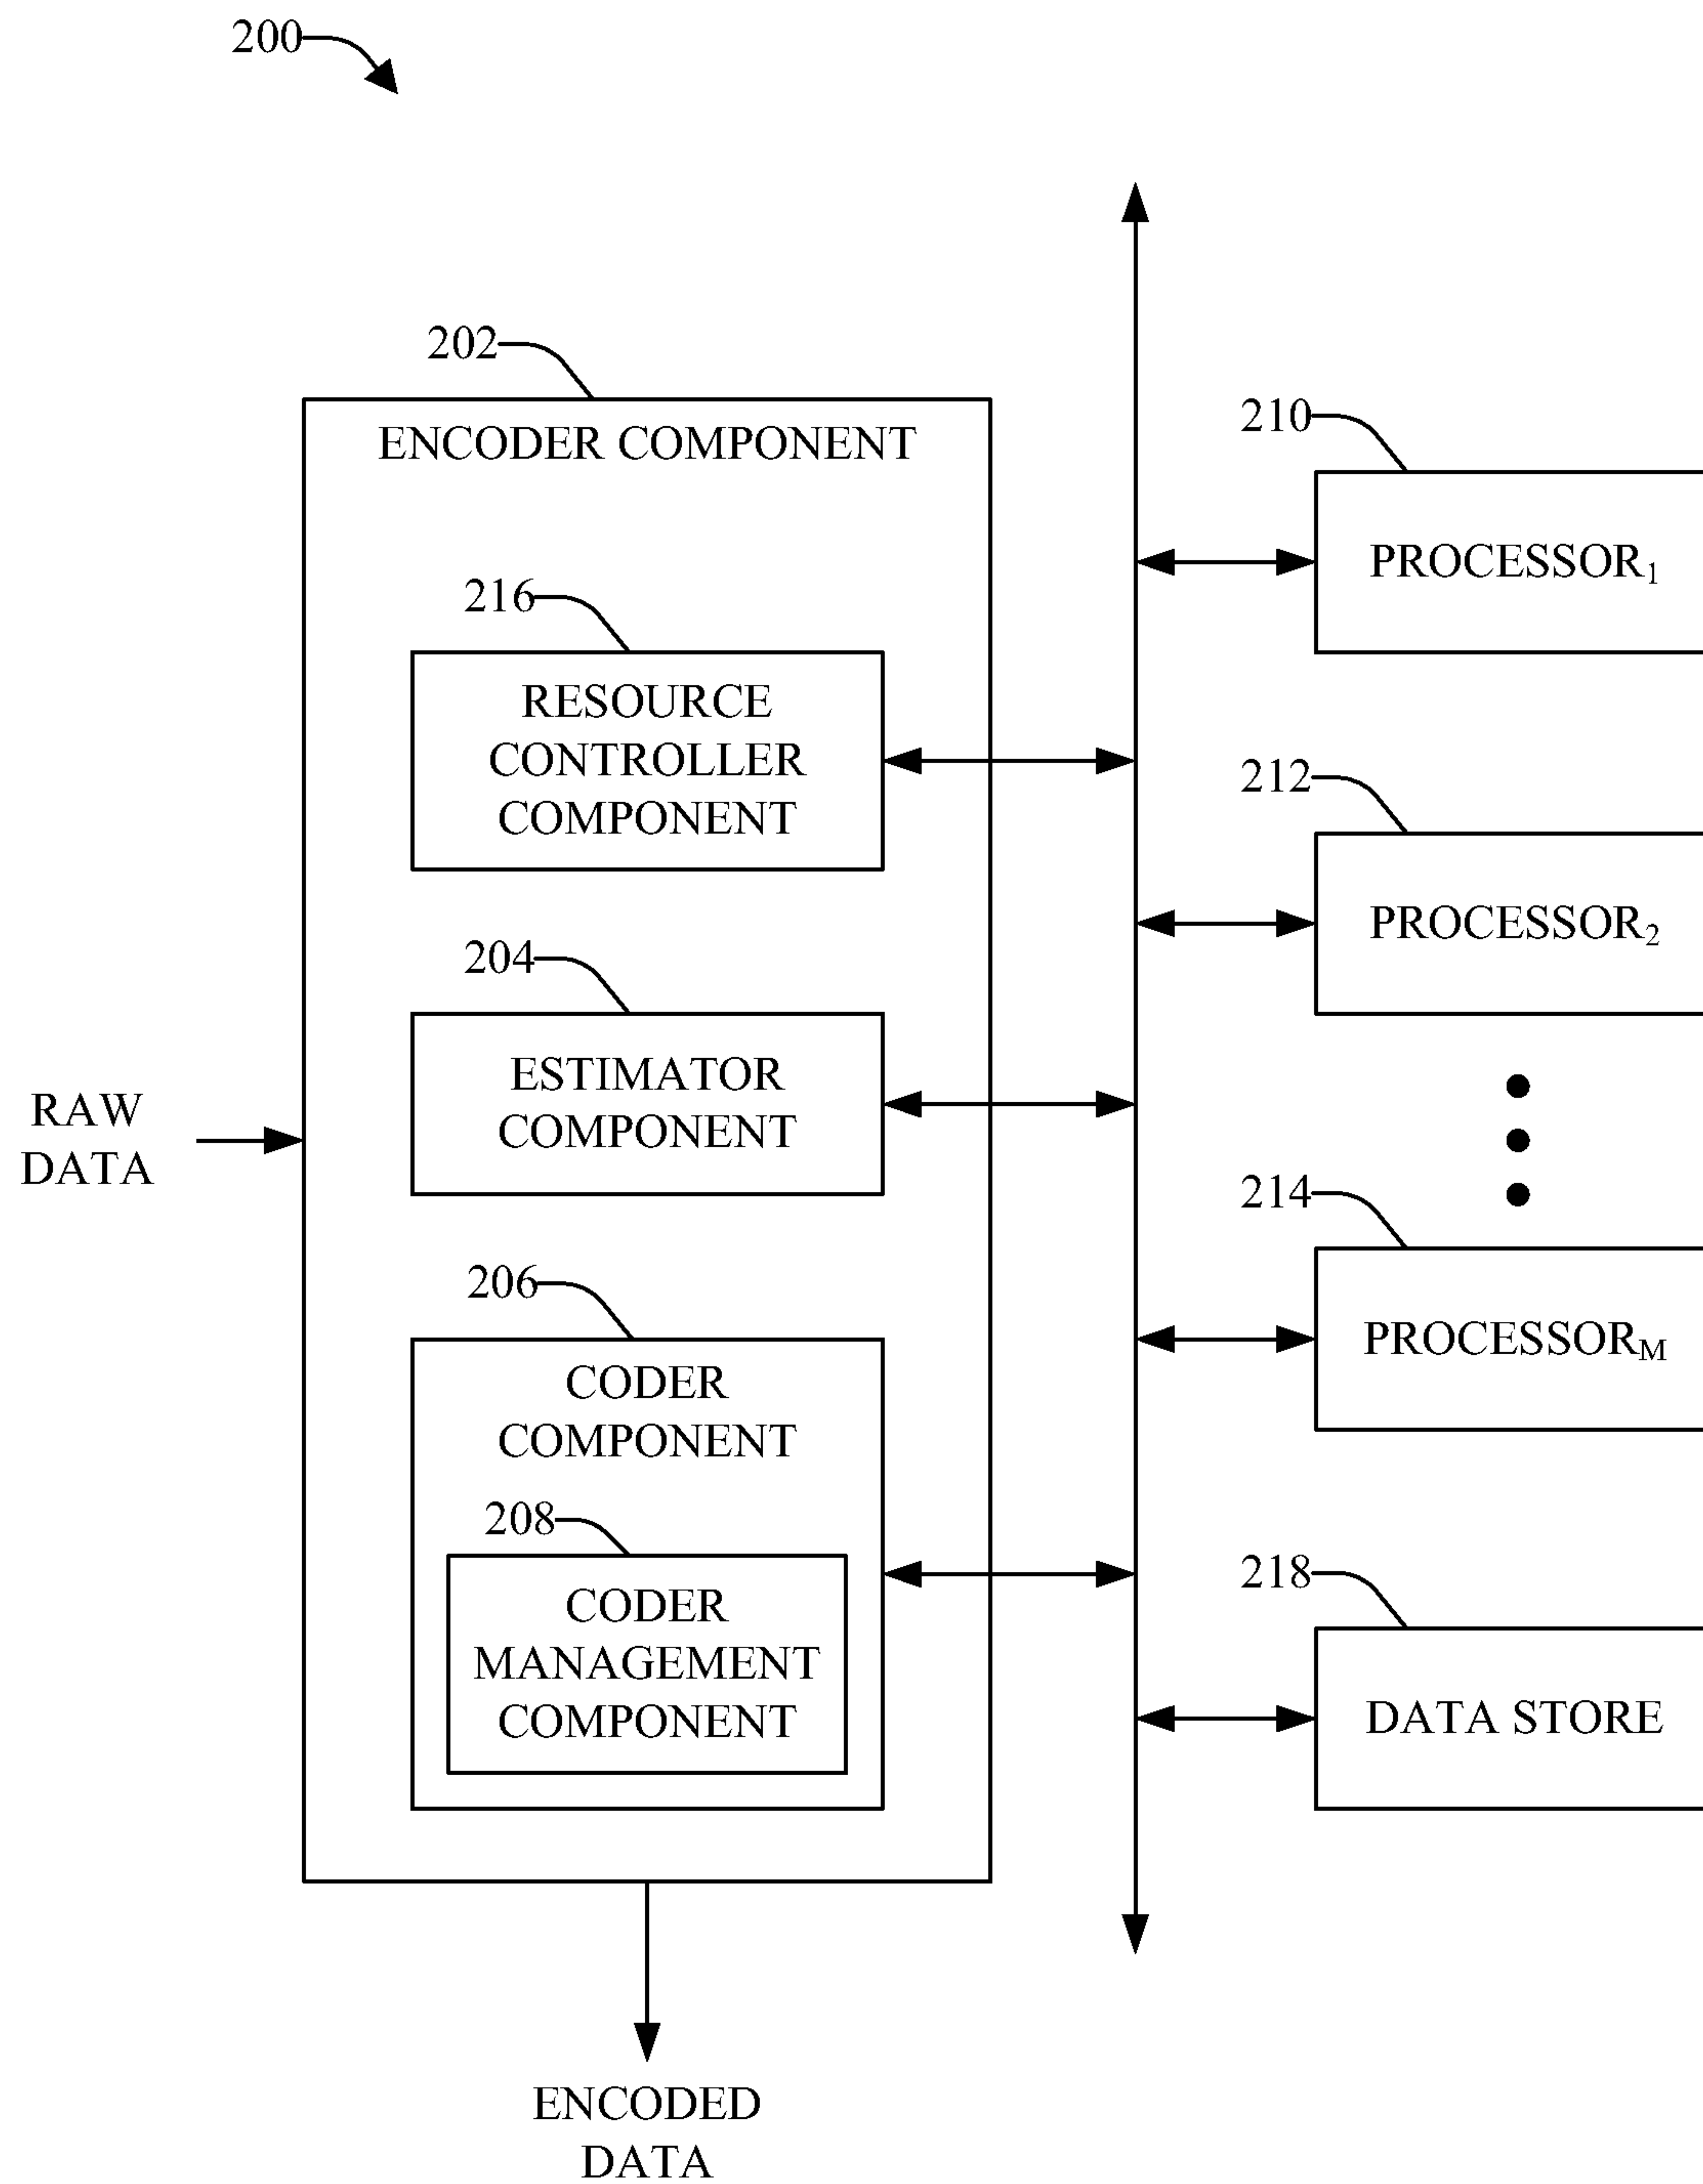 200
202
ENCODER COMPONENT
216
RESOURCE
CONTROLLER
COMPONENT
204
ESTIMATOR
COMPONENT
RAW
DATA
206
CODER
COMPONENT
208
CODER
MANAGEMENT
COMPONENT
ENCODED
DATA
210
PROCESSOR₁
212
PROCESSOR₂
214
PROCESSORM
218
DATA STORE